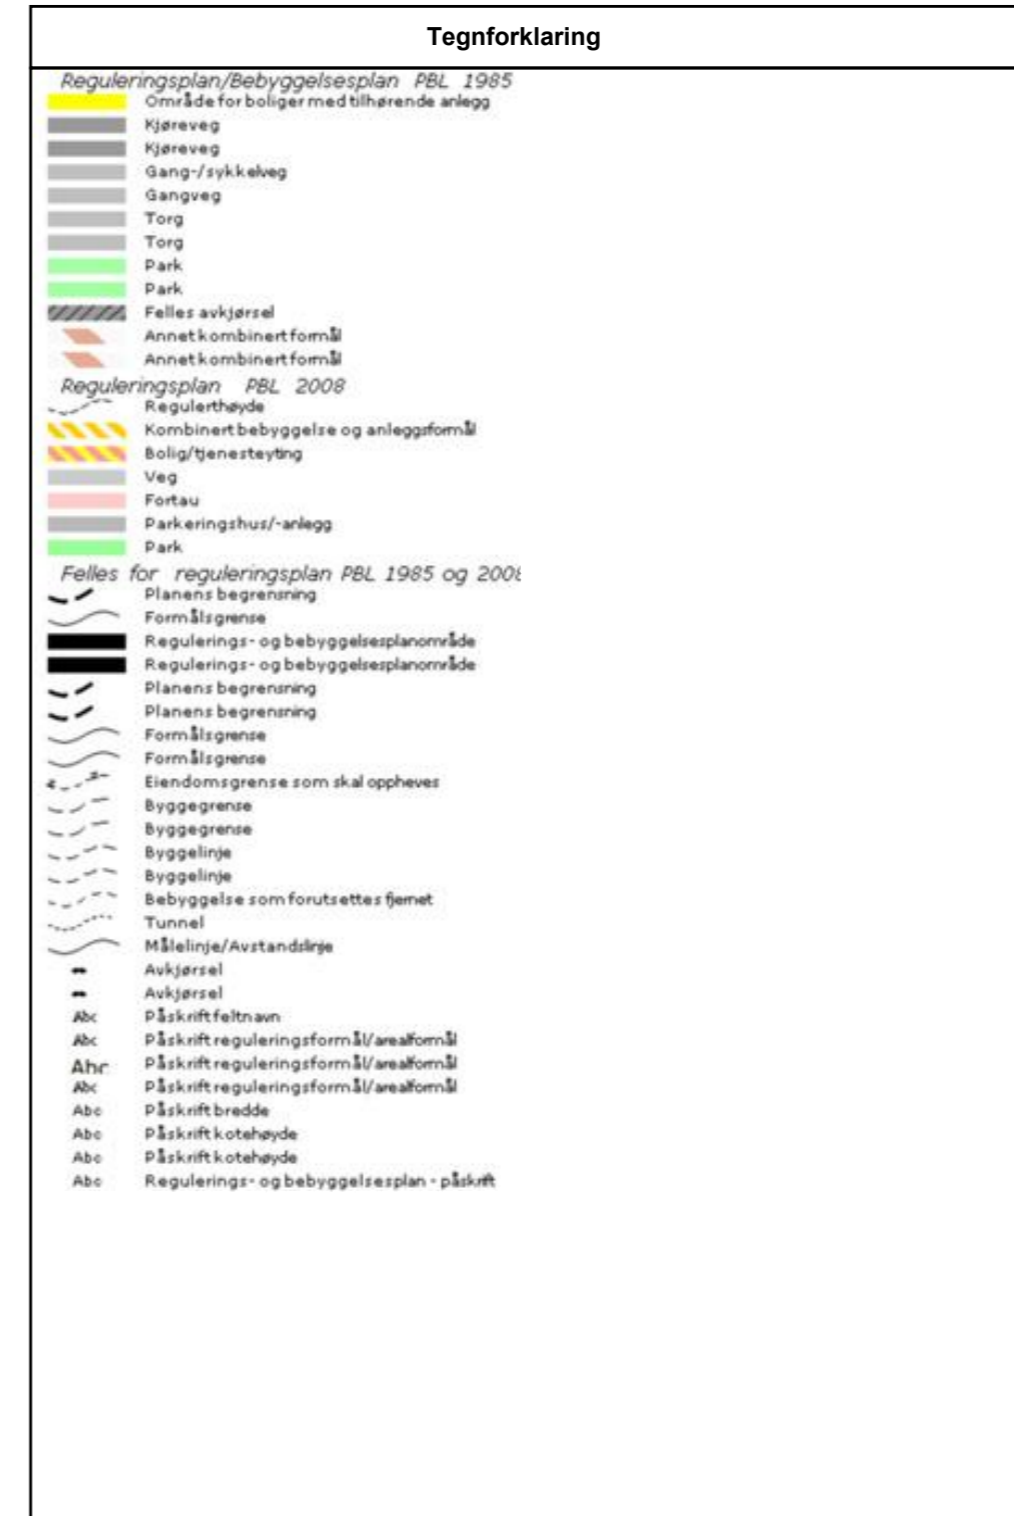 Tegnforklaring
Reguleringsplan/Bebyggelsesplan PBL 1985
Område for boliger med tilhørende anlegg
Kjøreveg
Kjøreveg
Gang-/sykkelveg
Gangveg
Torg
Torg
Park
Park
Felles avkjørsel
Annet kombinert formål
Annet kombinert formål
Reguleringsplan PBL 2008
Regulert høyde
Kombinert bebyggelse og anleggsformål
Bolig/tjenesteyting
Veg
Fortau
Parkeringshus/-anlegg
Park
Felles for reguleringsplan PBL 1985 og 2008
Planens begrensning
Formålsgrense
Regulerings- og bebyggelsesplanområde
Regulerings- og bebyggelsesplanområde
Planens begrensning
Planens begrensning
Formålsgrense
Formålsgrense
Eiendomsgrense som skal oppheves
Byggegrense
Byggegrense
Byggelinje
Byggelinje
Bebyggelse som forutsettes fjernet
Tunnel
Målelinje/Avstandslinje
Avkjørsel
Avkjørsel
Abc Påskrift feltnavn
Abc Påskrift reguleringsformål/arealformål
Abc Påskrift reguleringsformål/arealformål
Abc Påskrift reguleringsformål/arealformål
Abc Påskrift bredde
Abc Påskrift kotehøyde
Abc Påskrift kotehøyde
Abc Regulerings- og bebyggelsesplan - påskrift